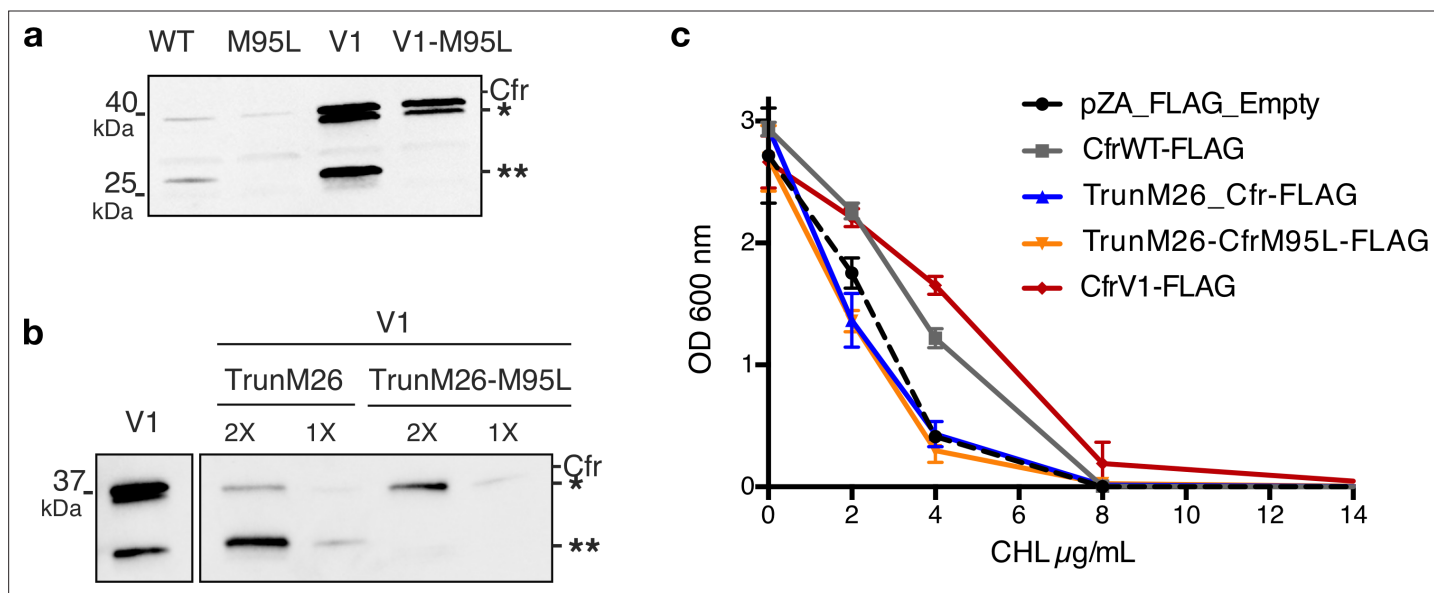 a
WT M95L V1 V1-M95L
40
kDa
25
kDa
Cfr
*
**
b
V1
TrunM26 TrunM26-M95L
V1 2X 1X 2X 1X
37
kDa
Cfr
*
**
c
pZA_FLAG_Empty
CfrWT-FLAG
TrunM26_Cfr-FLAG
TrunM26-CfrM95L-FLAG
CfrV1-FLAG
OD 600 nm
3
2
1
0
0 2 4 6 8 10 12 14
CHL µg/mL